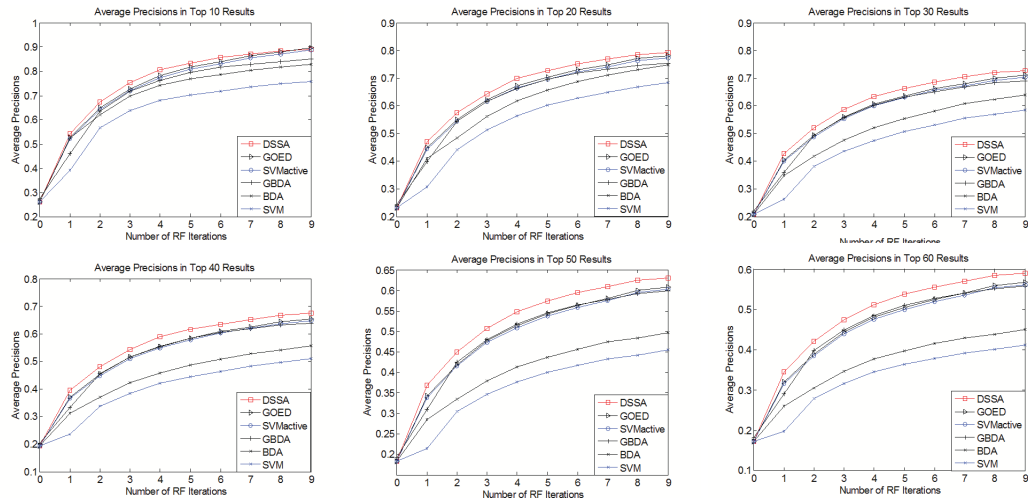 Average Precisions in Top 10 Results
Average Precisions
1
0.9
0.8
0.7
0.6
0.5
0.4
0.3
0.2
0 1 2 3 4 5 6 7 8 9
Number of RF Iterations
DSSA
GOED
SVMactive
GBDA
BDA
SVM
Average Precisions in Top 20 Results
Average Precisions
0.9
0.8
0.7
0.6
0.5
0.4
0.3
0.2
0 1 2 3 4 5 6 7 8 9
Number of RF Iterations
DSSA
GOED
SVMactive
GBDA
BDA
SVM
Average Precisions in Top 30 Results
Average Precisions
0.9
0.8
0.7
0.6
0.5
0.4
0.3
0.2
0 1 2 3 4 5 6 7 8 9
Number of RF Iterations
DSSA
GOED
SVMactive
GBDA
BDA
SVM
Average Precisions in Top 40 Results
Average Precisions
0.8
0.7
0.6
0.5
0.4
0.3
0.2
0.1
0 1 2 3 4 5 6 7 8 9
Number of RF Iterations
DSSA
GOED
SVMactive
GBDA
BDA
SVM
Average Precisions in Top 50 Results
Average Precisions
0.65
0.6
0.55
0.5
0.45
0.4
0.35
0.3
0.25
0.2
0 1 2 3 4 5 6 7 8 9
Number of RF Iterations
DSSA
GOED
SVMactive
GBDA
BDA
SVM
Average Precisions in Top 60 Results
Average Precisions
0.6
0.5
0.4
0.3
0.2
0.1
0 1 2 3 4 5 6 7 8 9
Number of RF Iterations
DSSA
GOED
SVMactive
GBDA
BDA
SVM